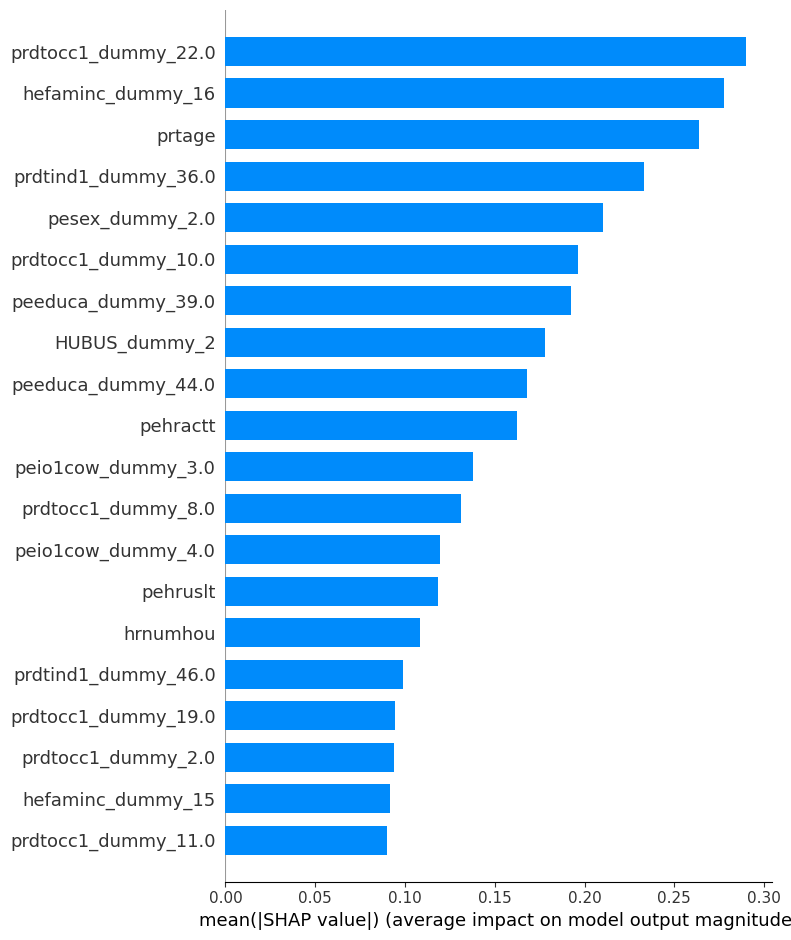 prdtocc1_dummy_22.0
hefaminc_dummy_16
prtage
prdtind1_dummy_36.0
pesex_dummy_2.0
prdtocc1_dummy_10.0
peeduca_dummy_39.0
HUBUS_dummy_2
peeduca_dummy_44.0
pehractt
peio1cow_dummy_3.0
prdtocc1_dummy_8.0
peio1cow_dummy_4.0
pehruslt
hrnumhou
prdtind1_dummy_46.0
prdtocc1_dummy_19.0
prdtocc1_dummy_2.0
hefaminc_dummy_15
prdtocc1_dummy_11.0
0.00 0.05 0.10 0.15 0.20 0.25 0.30
mean(|SHAP value|) (average impact on model output magnitude